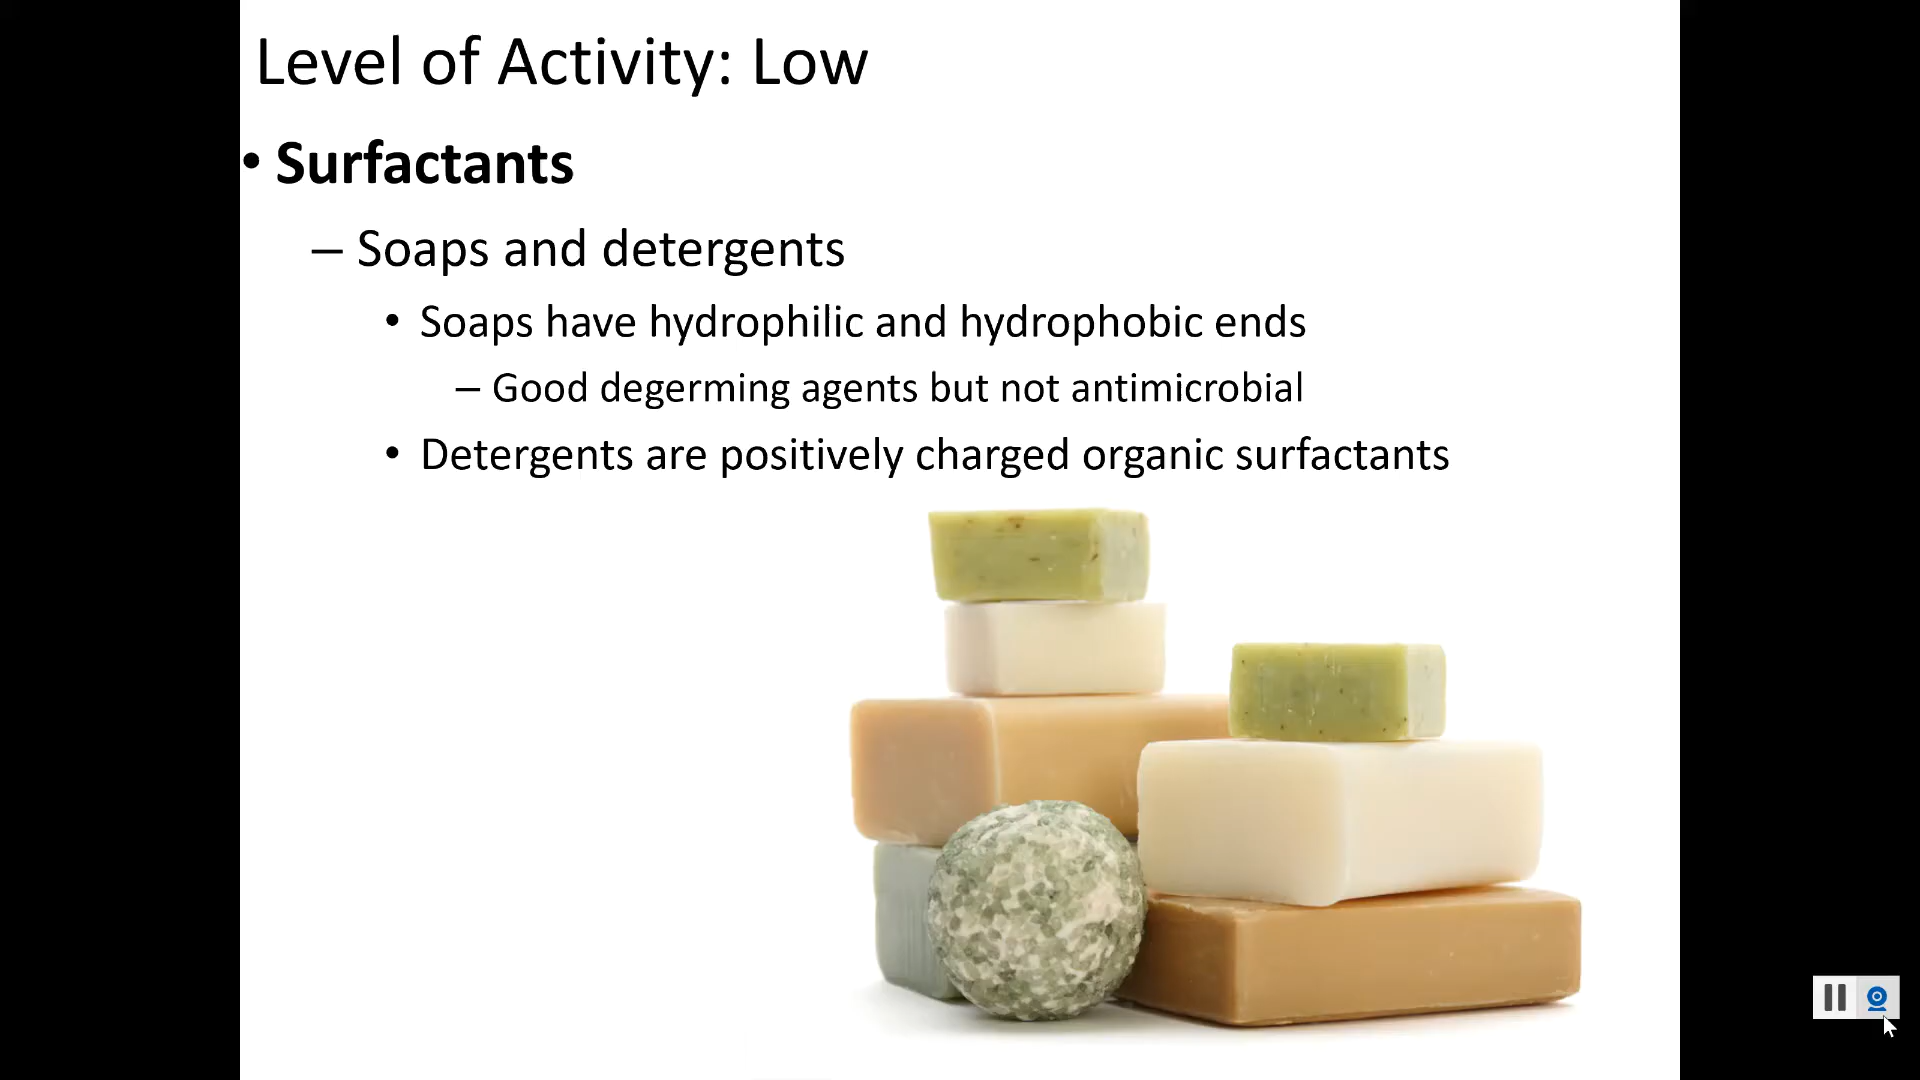 Level of Activity: Low
• Surfactants
– Soaps and detergents
• Soaps have hydrophilic and hydrophobic ends
– Good degerming agents but not antimicrobial
• Detergents are positively charged organic surfactants